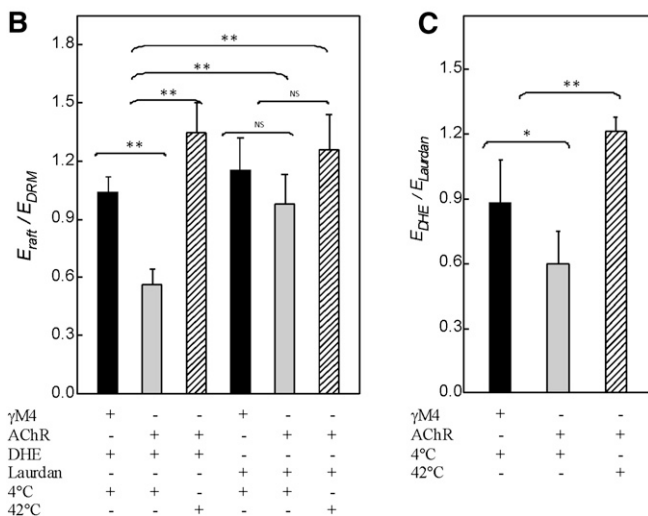 B
E_raft / E_DRM
1.8
1.5
1.2
0.9
0.6
0.3
0.0
**
**
**
**
NS
NS
γM4 + - - + - -
AChR - + + - + +
DHE + + + - - -
Laurdan - - - + + +
4°C + + - + + -
42°C - - + - - +
C
E_DHE / E_Laurdan
1.5
1.2
0.9
0.6
0.3
0.0
**
*
γM4 + - -
AChR - + +
4°C + + -
42°C - - +